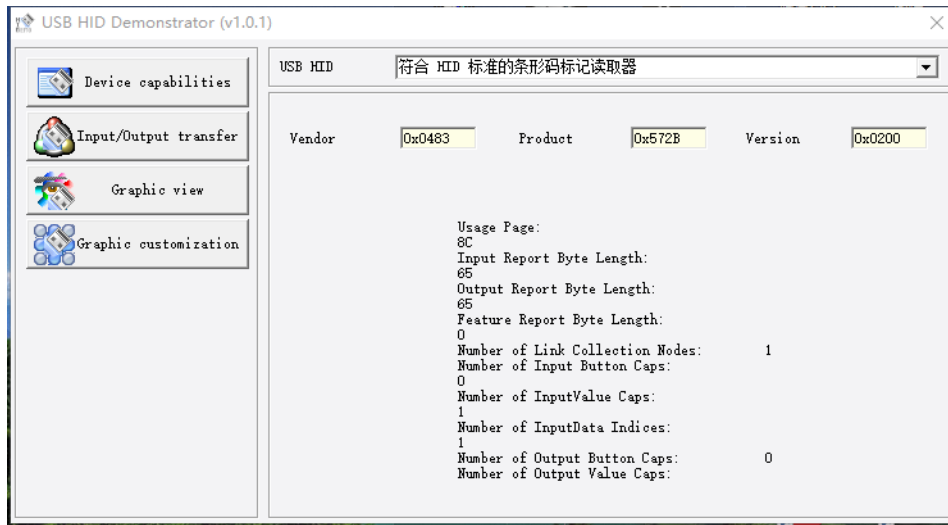 USB HID Demonstrator (v1.0.1)
Device capabilities
Input/Output transfer
Graphic view
Graphic customization
USB HID 符合 HID 标准的条形码标记读取器
Vendor 0x0483 Product 0x572B Version 0x0200
Usage Page:
8C
Input Report Byte Length:
65
Output Report Byte Length:
65
Feature Report Byte Length:
0
Number of Link Collection Nodes: 1
Number of Input Button Caps:
0
Number of InputValue Caps:
1
Number of InputData Indices:
1
Number of Output Button Caps: 0
Number of Output Value Caps: